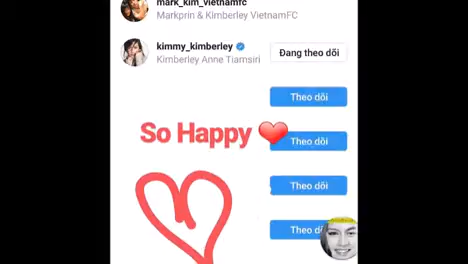 mark_kim_vietnamfc
Markprin & Kimberley VietnamFC
kimmy_kimberley
Kimberley Anne Tiamsiri
Đang theo dõi
Theo dõi
So Happy
Theo dõi
Theo dõi
Theo dõi